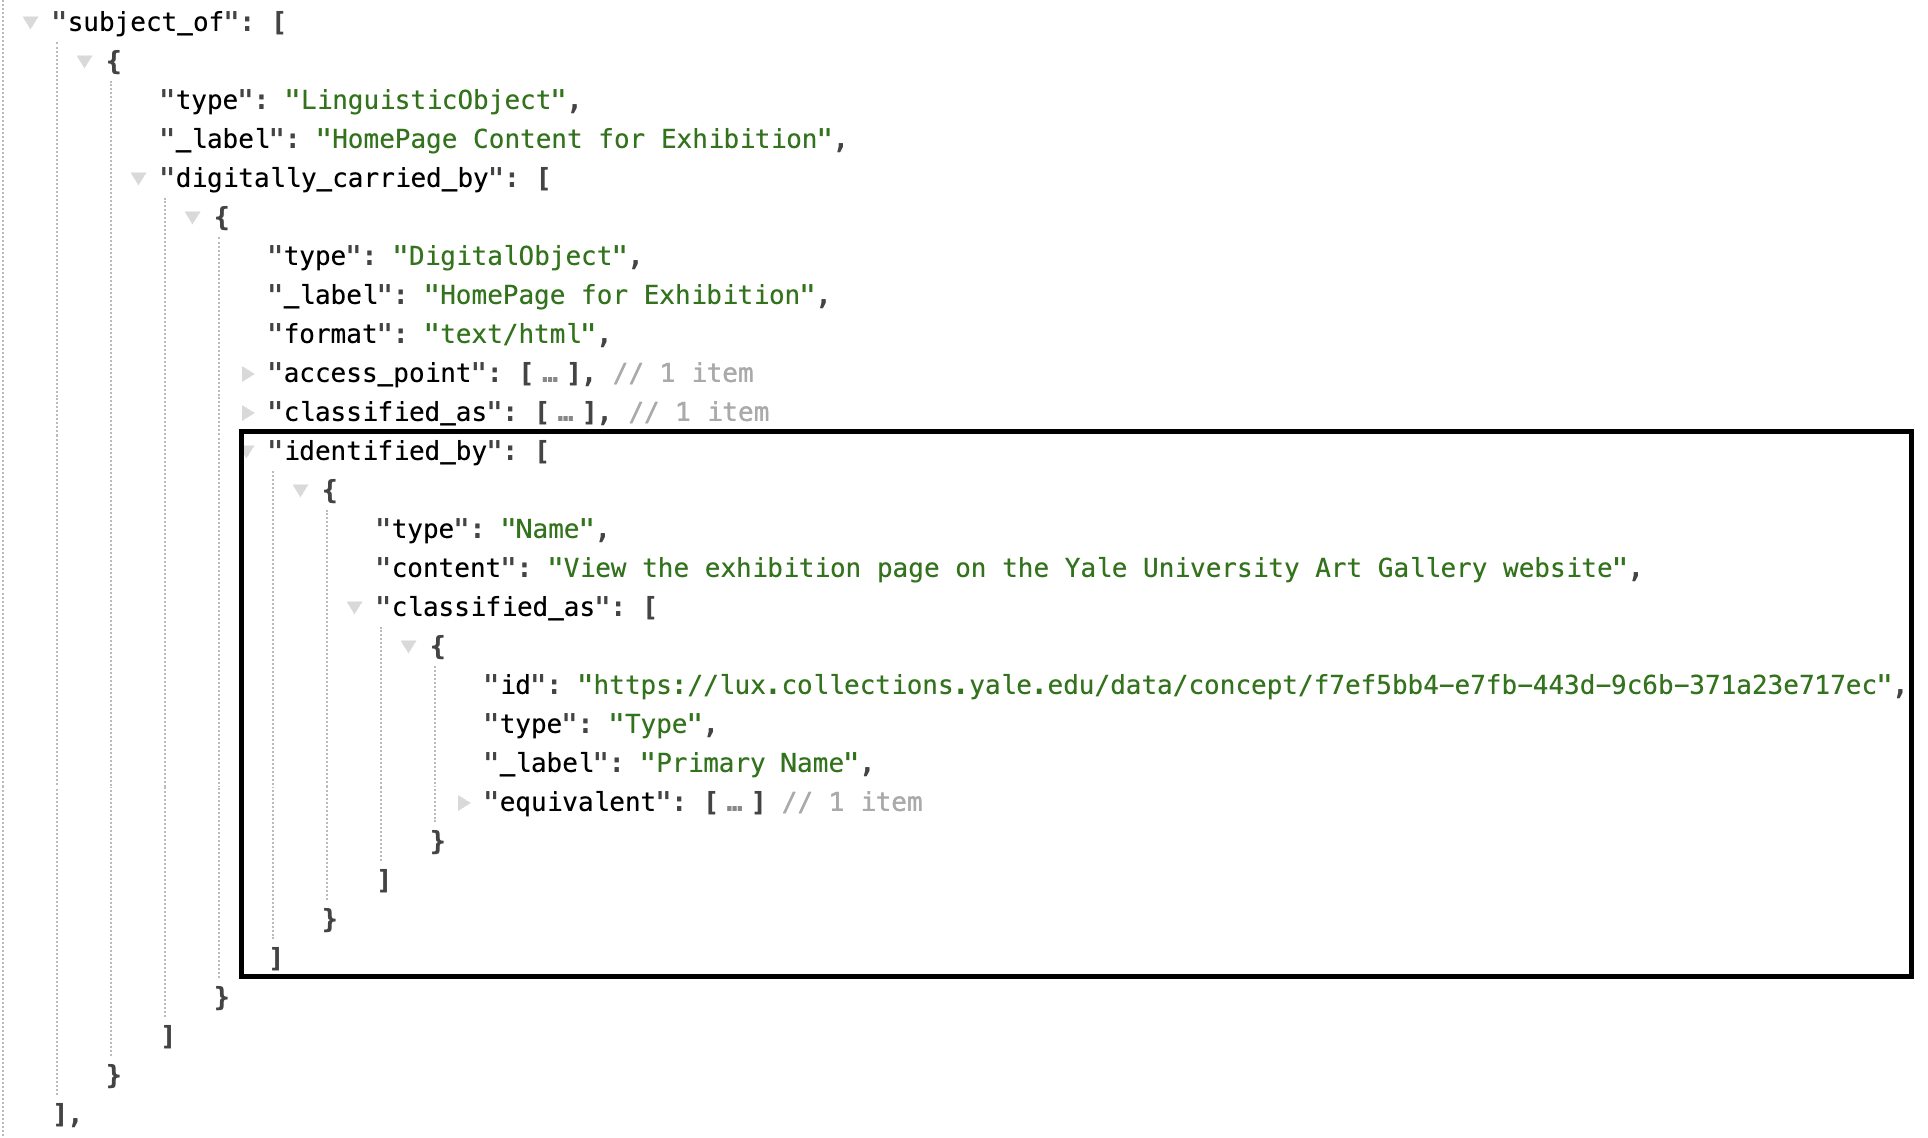 "subject_of": [
{
"type": "LinguisticObject",
"_label": "HomePage Content for Exhibition",
"digitally_carried_by": [
{
"type": "DigitalObject",
"_label": "HomePage for Exhibition",
"format": "text/html",
"access_point": [ … ], // 1 item
"classified_as": [ … ], // 1 item
"identified_by": [
{
"type": "Name",
"content": "View the exhibition page on the Yale University Art Gallery website",
"classified_as": [
{
"id": "https://lux.collections.yale.edu/data/concept/f7ef5bb4-e7fb-443d-9c6b-371a23e717ec",
"type": "Type",
"_label": "Primary Name",
"equivalent": [ … ] // 1 item
}
]
}
]
}
]
}
],